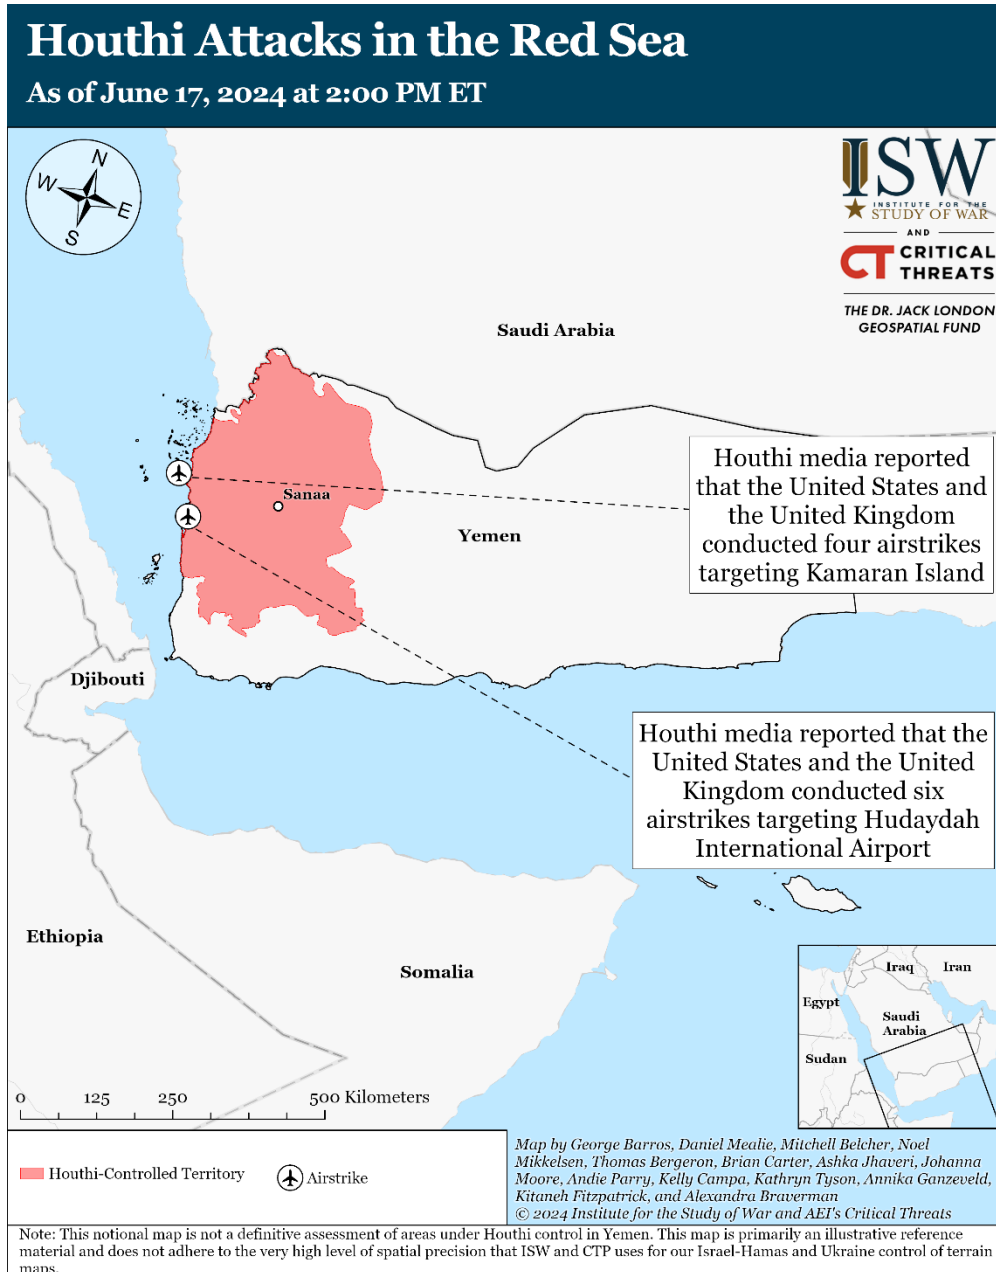 Houthi Attacks in the Red Sea
As of June 17, 2024 at 2:00 PM ET
N
W
E
S
ISW
INSTITUTE FOR THE
STUDY OF WAR
AND
CT CRITICAL
THREATS
THE DR. JACK LONDON
GEOSPATIAL FUND
Saudi Arabia
Sanaa
Yemen
Houthi media reported
that the United States and
the United Kingdom
conducted four airstrikes
targeting Kamaran Island
Djibouti
Houthi media reported that the
United States and the United
Kingdom conducted six
airstrikes targeting Hudaydah
International Airport
Ethiopia
Somalia
Iraq
Iran
Egypt
Saudi
Arabia
Sudan
0 125 250 500 Kilometers
Houthi-Controlled Territory
Airstrike
Map by George Barros, Daniel Mealie, Mitchell Belcher, Noel
Mikkelsen, Thomas Bergeron, Brian Carter, Ashka Jhaveri, Johanna
Moore, Andie Parry, Kelly Campa, Kathryn Tyson, Annika Ganzeveld,
Kitaneh Fitzpatrick, and Alexandra Braverman
© 2024 Institute for the Study of War and AEI's Critical Threats
Note: This notional map is not a definitive assessment of areas under Houthi control in Yemen. This map is primarily an illustrative reference
material and does not adhere to the very high level of spatial precision that ISW and CTP uses for our Israel-Hamas and Ukraine control of terrain
maps.